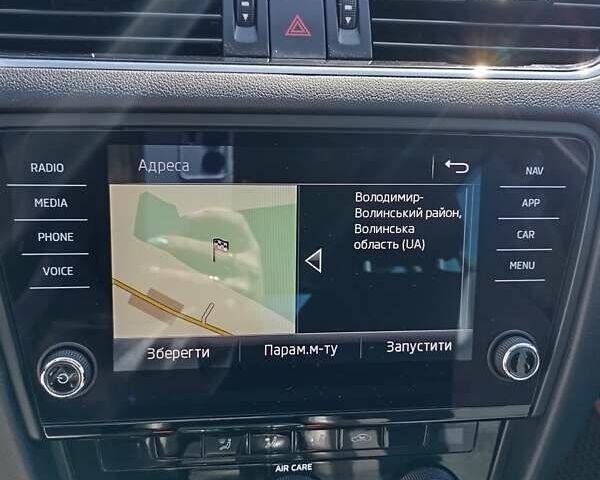 RADIO
MEDIA
PHONE
VOICE
Адреса
Володимир-
Волинський район,
Волинська
область (UA)
Зберегти
Парам.м-ту
Запустити
NAV
APP
CAR
MENU
AIR CARE